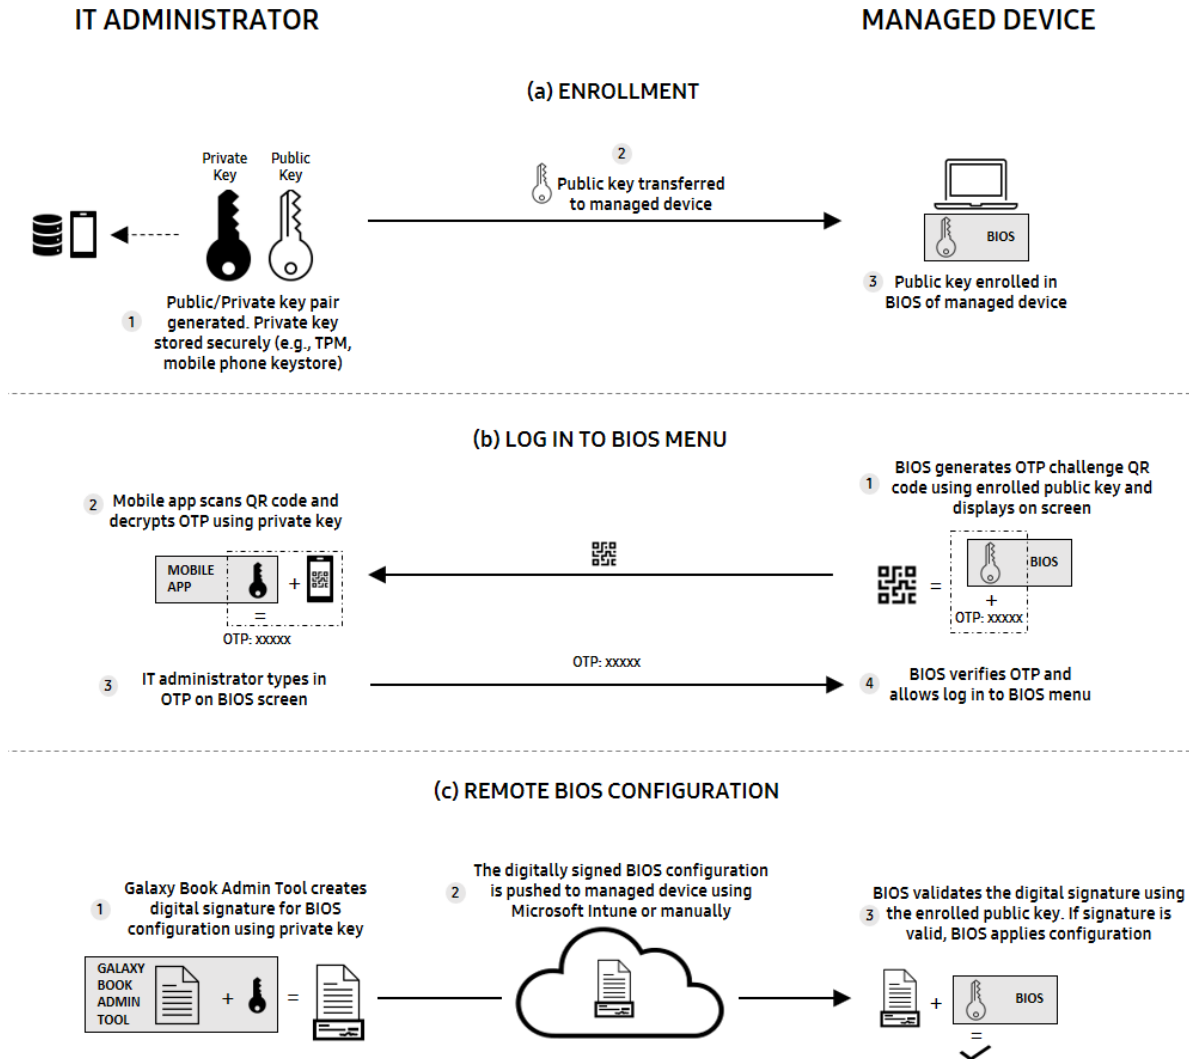 IT ADMINISTRATOR
MANAGED DEVICE
(a) ENROLLMENT
Private
Key
Public
Key
2
Public key transferred
to managed device
BIOS
1
Public/Private key pair
generated. Private key
stored securely (e.g., TPM,
mobile phone keystore)
3
Public key enrolled in
BIOS of managed device
(b) LOG IN TO BIOS MENU
2
Mobile app scans QR code and
decrypts OTP using private key
1
BIOS generates OTP challenge QR
code using enrolled public key and
displays on screen
MOBILE
APP
+
=
OTP: xxxxx
=
BIOS
+
OTP: xxxxx
3
IT administrator types in
OTP on BIOS screen
OTP: xxxxx
4
BIOS verifies OTP and
allows log in to BIOS menu
(c) REMOTE BIOS CONFIGURATION
1
Galaxy Book Admin Tool creates
digital signature for BIOS
configuration using private key
2
The digitally signed BIOS configuration
is pushed to managed device using
Microsoft Intune or manually
3
BIOS validates the digital signature using
the enrolled public key. If signature is
valid, BIOS applies configuration
GALAXY
BOOK
ADMIN
TOOL
+
=
+
BIOS
=